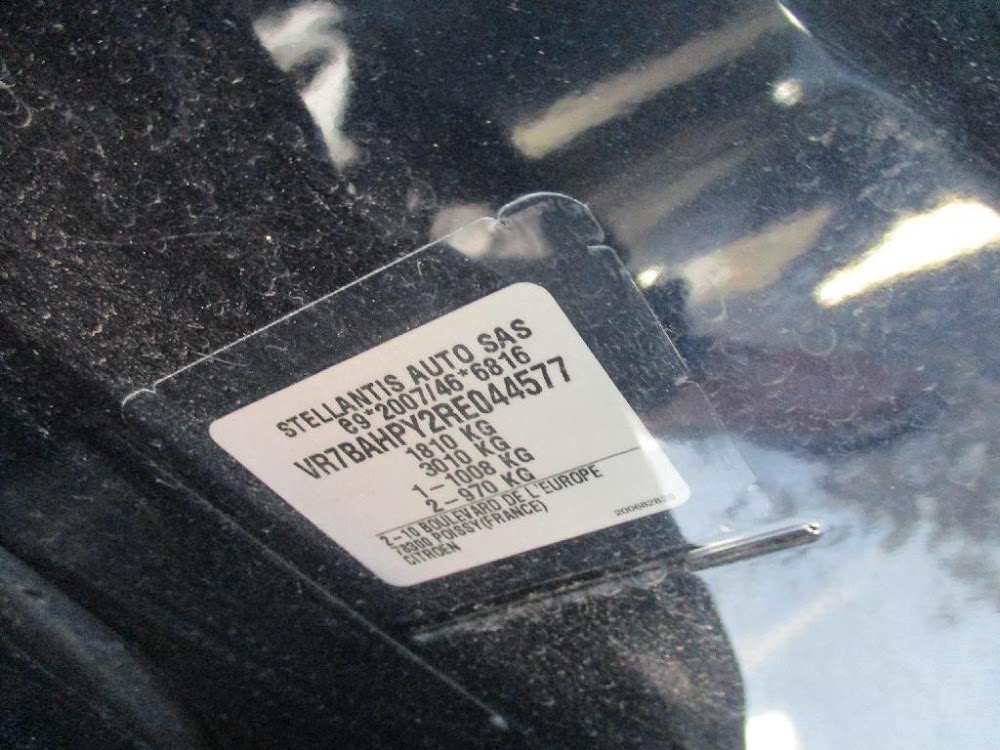 STELLANTIS AUTO SAS
69*2007/46*6816
VR7BAHPY2RE044577
1810 KG
3010 KG
1-1008 KG
2-970 KG
2-10 BOULEVARD DE L'EUROPE
78300 POISSY(FRANCE)
CITROEN